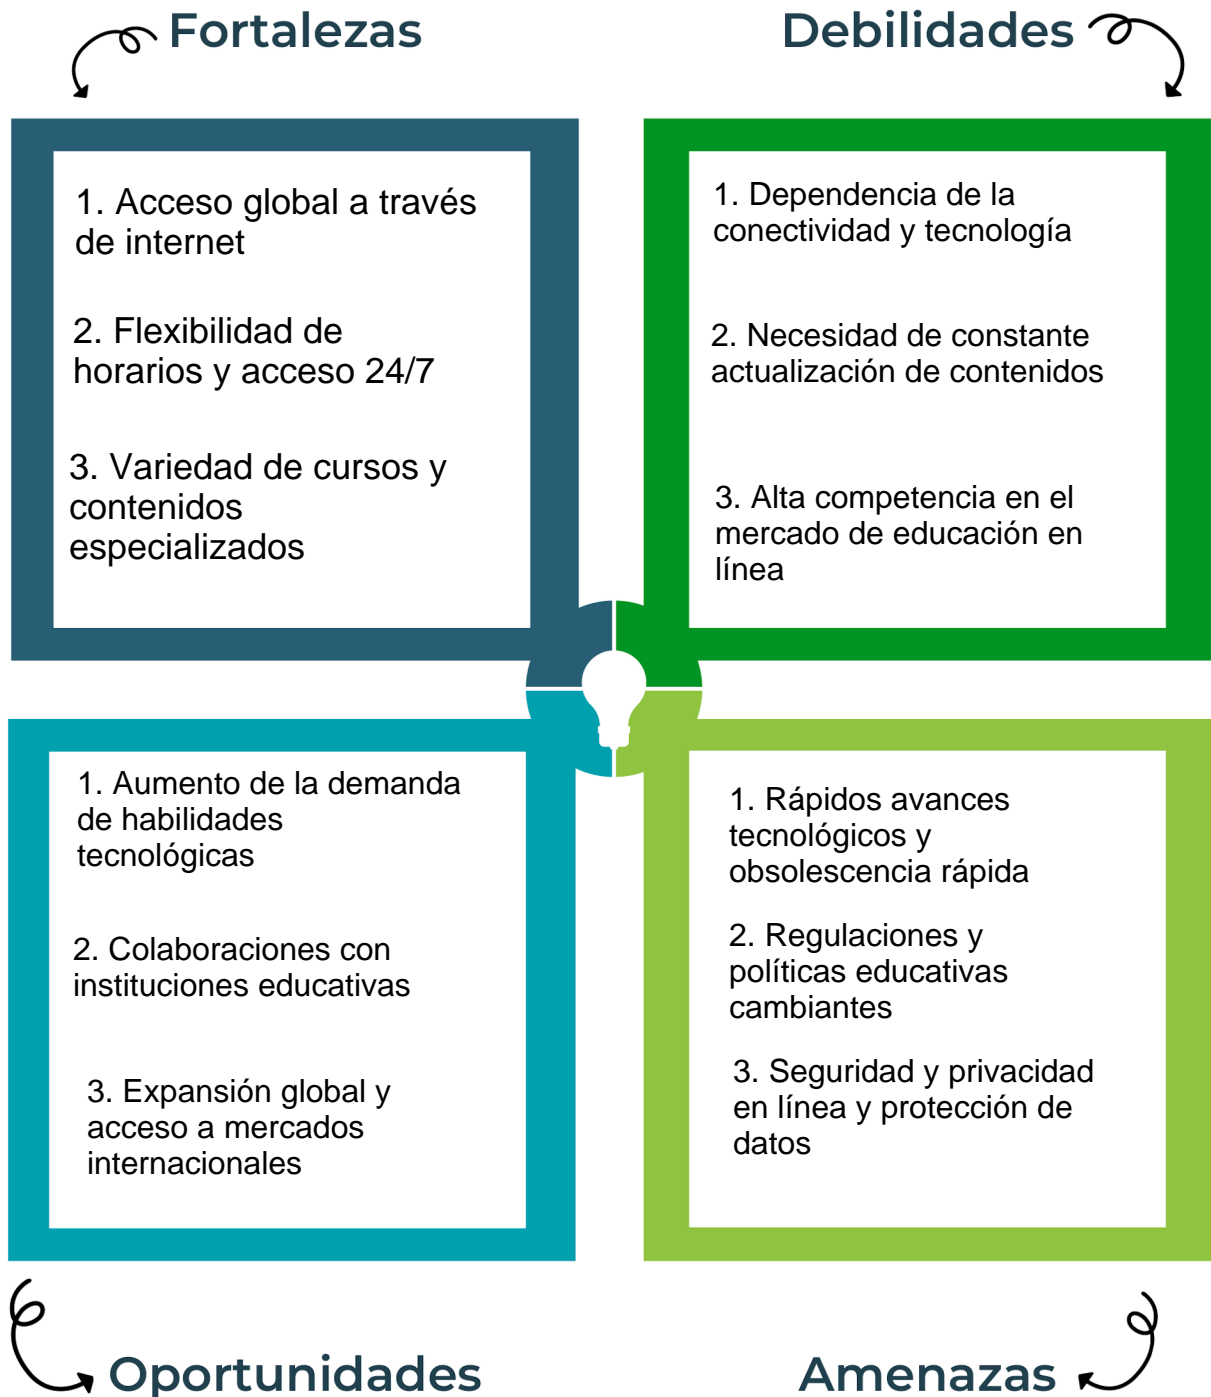 Fortalezas
1. Acceso global a través
de internet
2. Flexibilidad de
horarios y acceso 24/7
3. Variedad de cursos y
contenidos
especializados
Debilidades
1. Dependencia de la
conectividad y tecnología
2. Necesidad de constante
actualización de contenidos
3. Alta competencia en el
mercado de educación en
línea
1. Aumento de la demanda
de habilidades
tecnológicas
2. Colaboraciones con
instituciones educativas
3. Expansión global y
acceso a mercados
internacionales
Oportunidades
1. Rápidos avances
tecnológicos y
obsolescencia rápida
2. Regulaciones y
políticas educativas
cambiantes
3. Seguridad y privacidad
en línea y protección de
datos
Amenazas